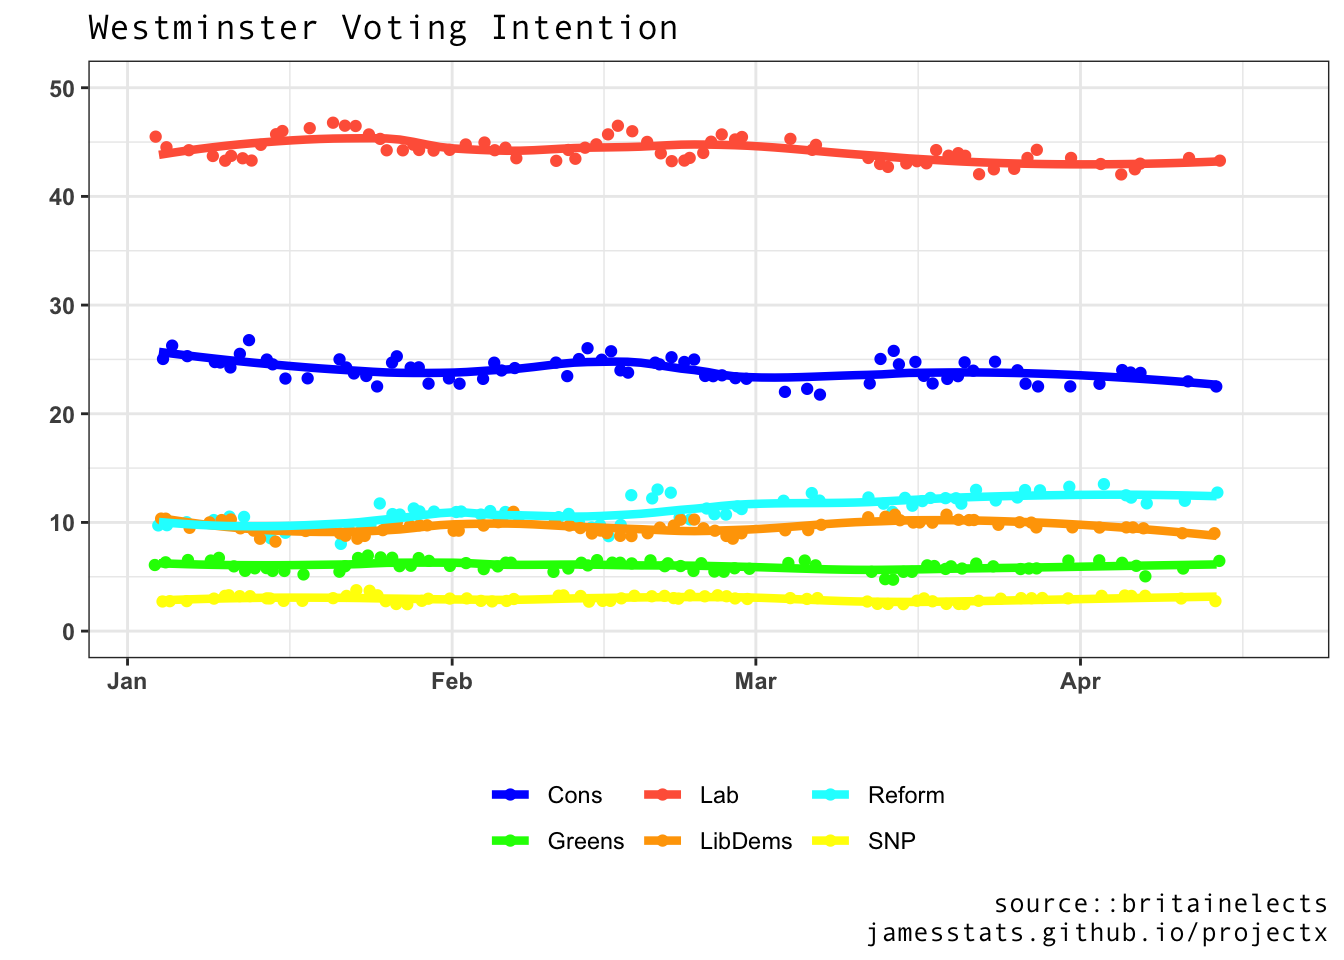 Westminster Voting Intention
50
40
30
20
10
0
Jan Feb Mar Apr
Cons Lab Reform
Greens LibDems SNP
source::britainelects
jamesstats.github.io/projectx